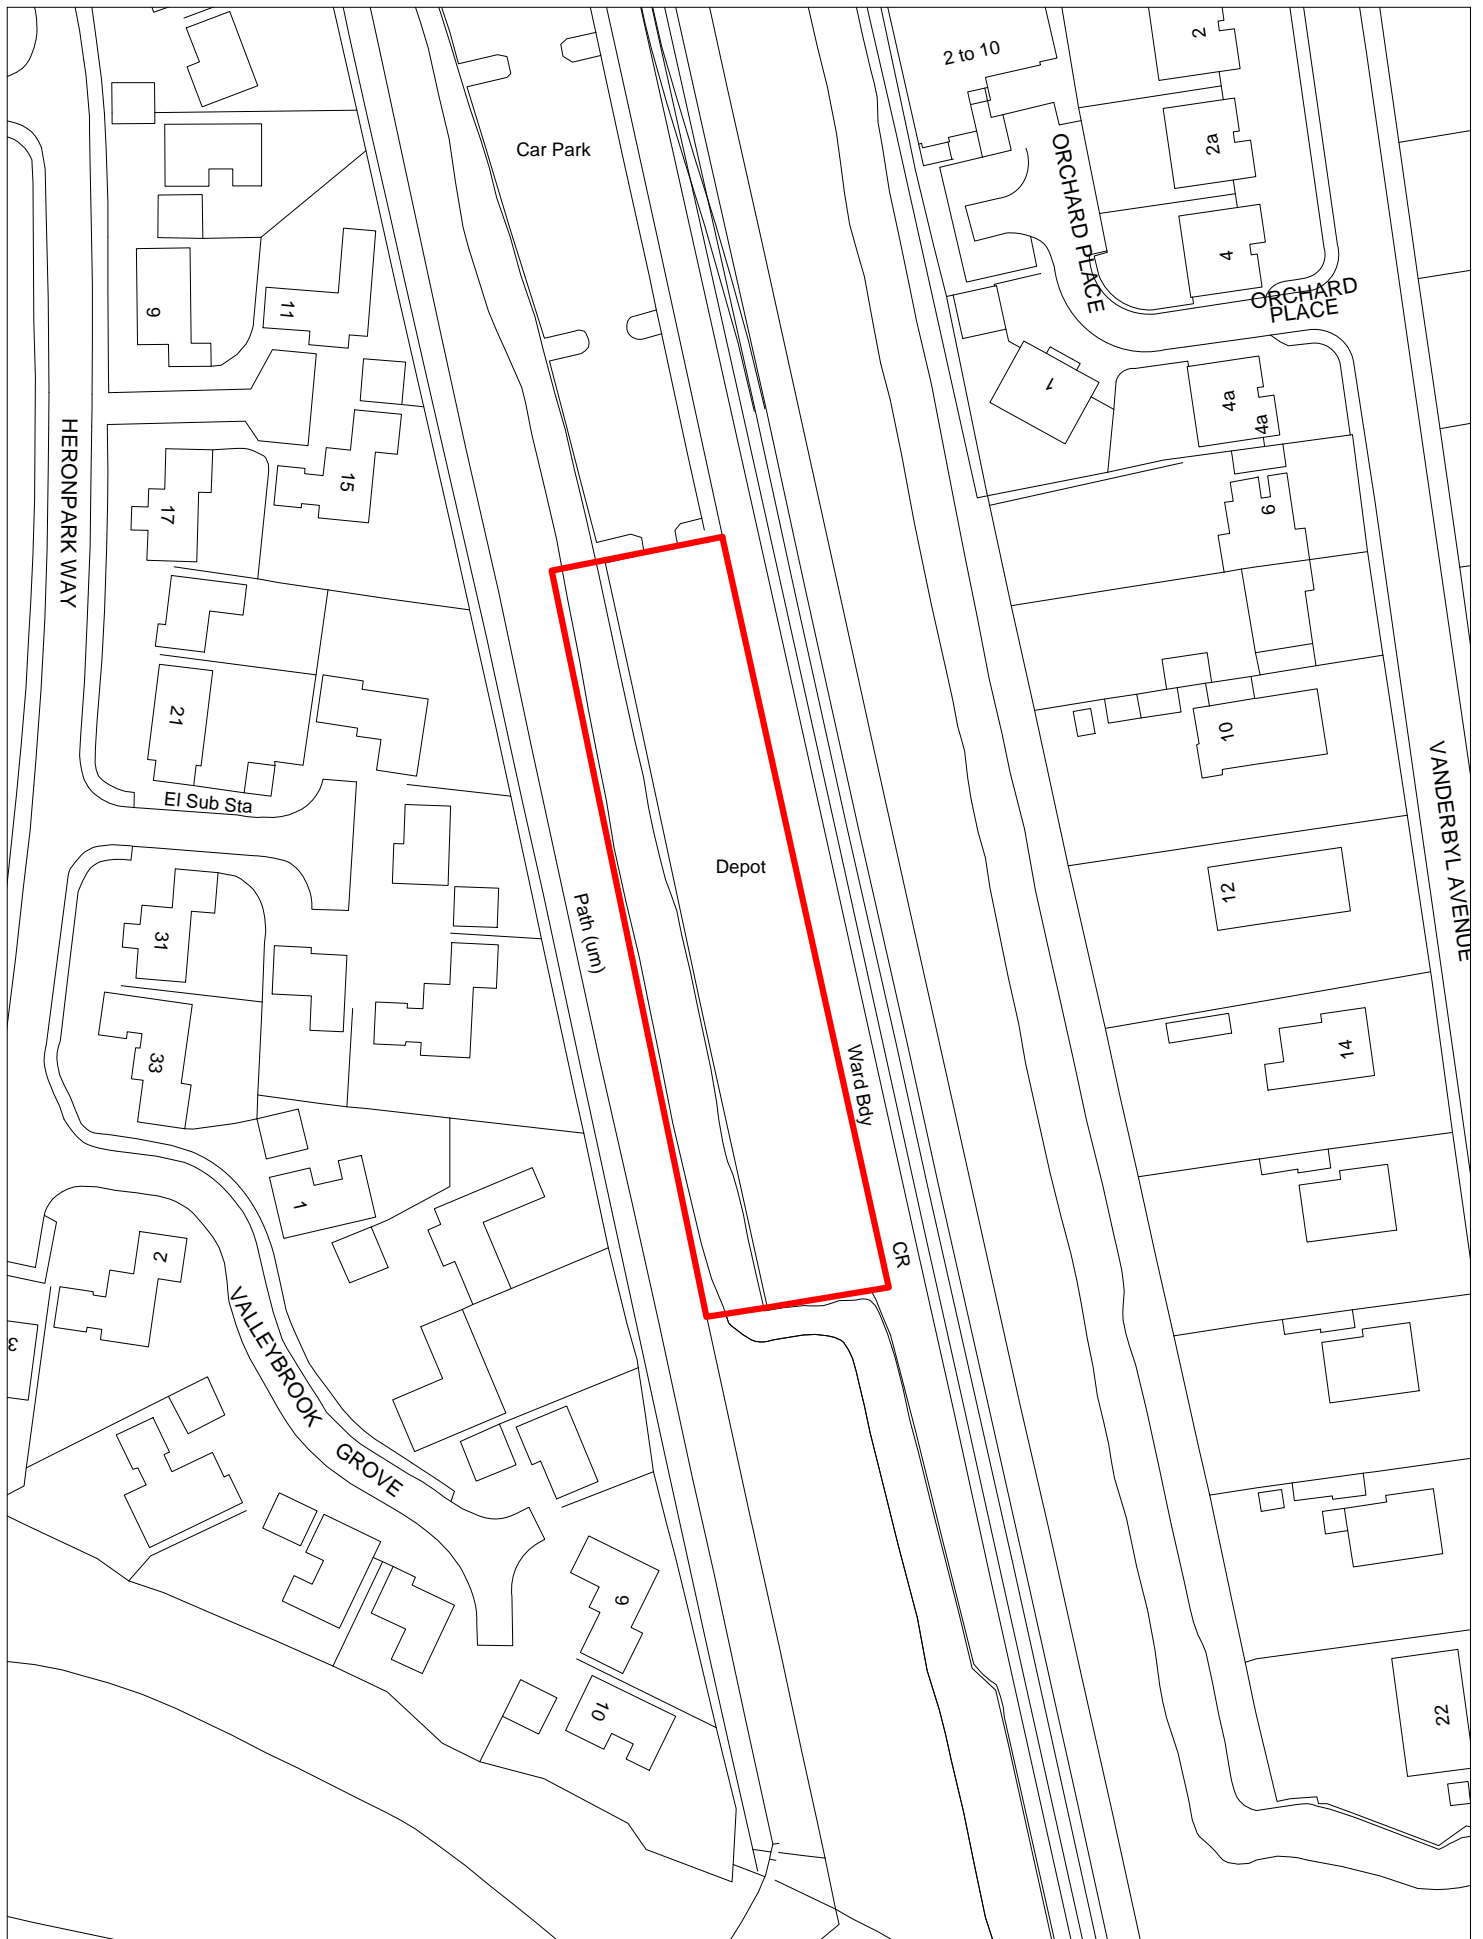 2 to 10
2
Car Park
ORCHARD PLACE
2a
4
ORCHARD
PLACE
9
11
1
4a
4a
HERONPARK WAY
15
17
6
21
10
El Sub Sta
VANDERBYL AVENUE
Depot
12
Path (um)
31
33
14
Ward Bdy
1
2
CR
VALLEYBROOK
3
GROVE
9
10
22